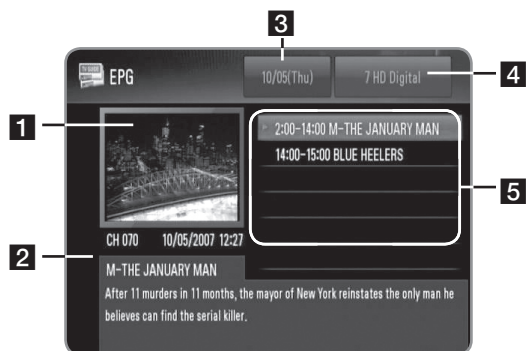 3
EPG
10/05(Thu)
7 HD Digital
4
1
2:00-14:00 M-THE JANUARY MAN
14:00-15:00 BLUE HEELERS
5
CH 070 10/05/2007 12:27
2
M-THE JANUARY MAN
After 11 murders in 11 months, the mayor of New York reinstates the only man he
believes can find the serial killer.